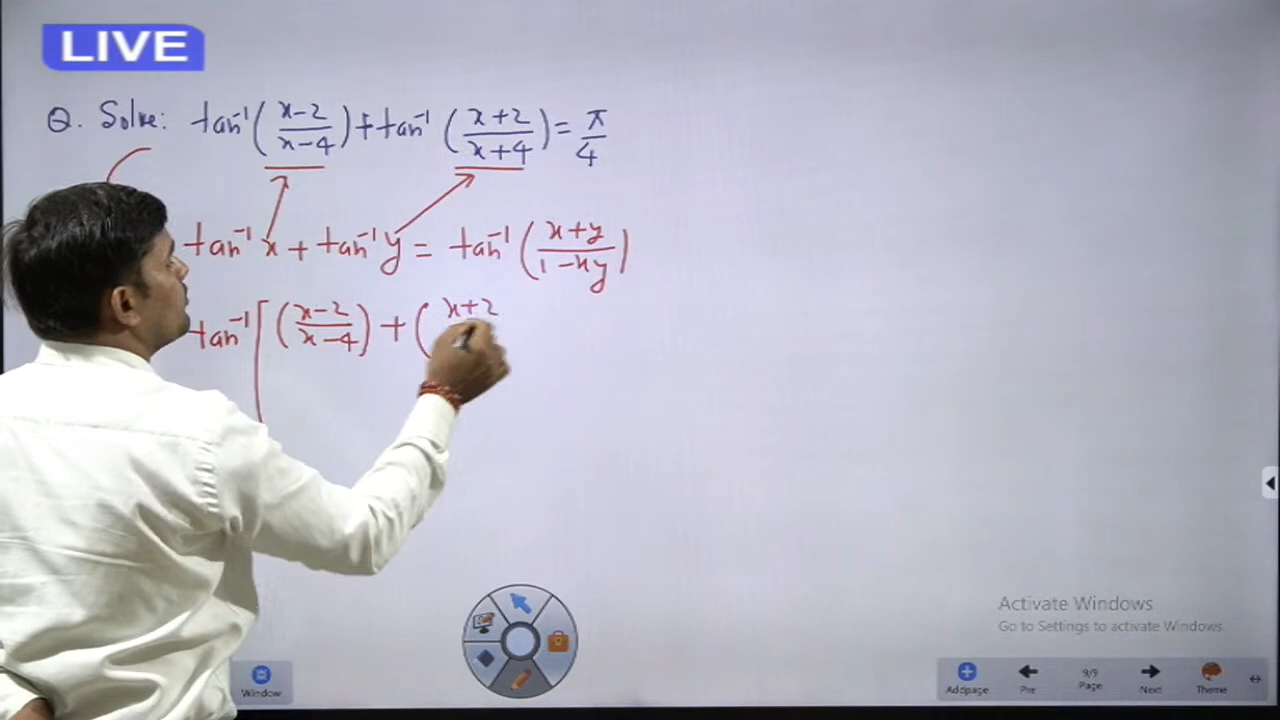 LIVE
Q. Solve: tan⁻¹((x-2)/(x-4)) + tan⁻¹((x+2)/(x+4)) = π/4
tan⁻¹ x + tan⁻¹ y = tan⁻¹((x+y)/(1-xy))
tan⁻¹[((x-2)/(x-4)) + (x+2
Activate Windows
Go to Settings to activate Windows.
Window
Addpage
Pre
9/9
Page
Next
Theme